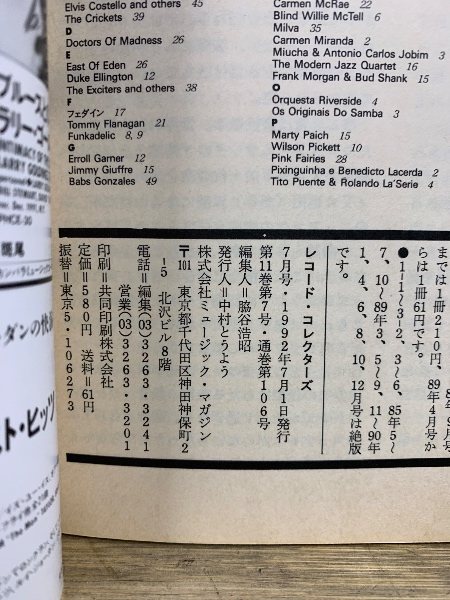 Elvis Costello and others 45
The Crickets 39
D
Doctors Of Madness 26
E
East Of Eden 26
Duke Ellington 12
The Exciters and others 38
F
フェダイン 17
Tommy Flanagan 21
Funkadelic 8, 9
G
Erroll Garner 12
Jimmy Giuffre 15
Babs Gonzales 49
Carmen McRae 22
Blind Willie McTell 6
Milva 35
Carmen Miranda 2
Miucha & Antonio Carlos Jobim 3
The Modern Jazz Quartet 16
Frank Morgan & Bud Shank 15
O
Orquesta Riverside 4
Os Originais Do Samba 3
P
Marty Paich 15
Wilson Pickett 10
Pink Fairies 28
Pixinguinha e Benedicto Lacerda 2
Tito Puente & Rolando La'Serie 4
までは1冊210円、89年4月号か
らは1冊61円です。
●1―1～3―2、3～6、85年5～
7、10～89年3、5～9、11～90年
1、4、6、8、10、12月号は絶版
です。
レコード・コレクターズ
7月号・1992年7月1日発行
第11巻第7号・通巻第106号
編集人＝脇谷浩昭
発行人＝中村とうよう
株式会社ミュージック・マガジン
〒101 東京都千代田区神田神保町2
―5 北沢ビル8階
電話＝編集(03)3263・3241
営業(03)3263・3201
印刷＝共同印刷株式会社
定価＝580円 送料＝61円
振替＝東京5・106273